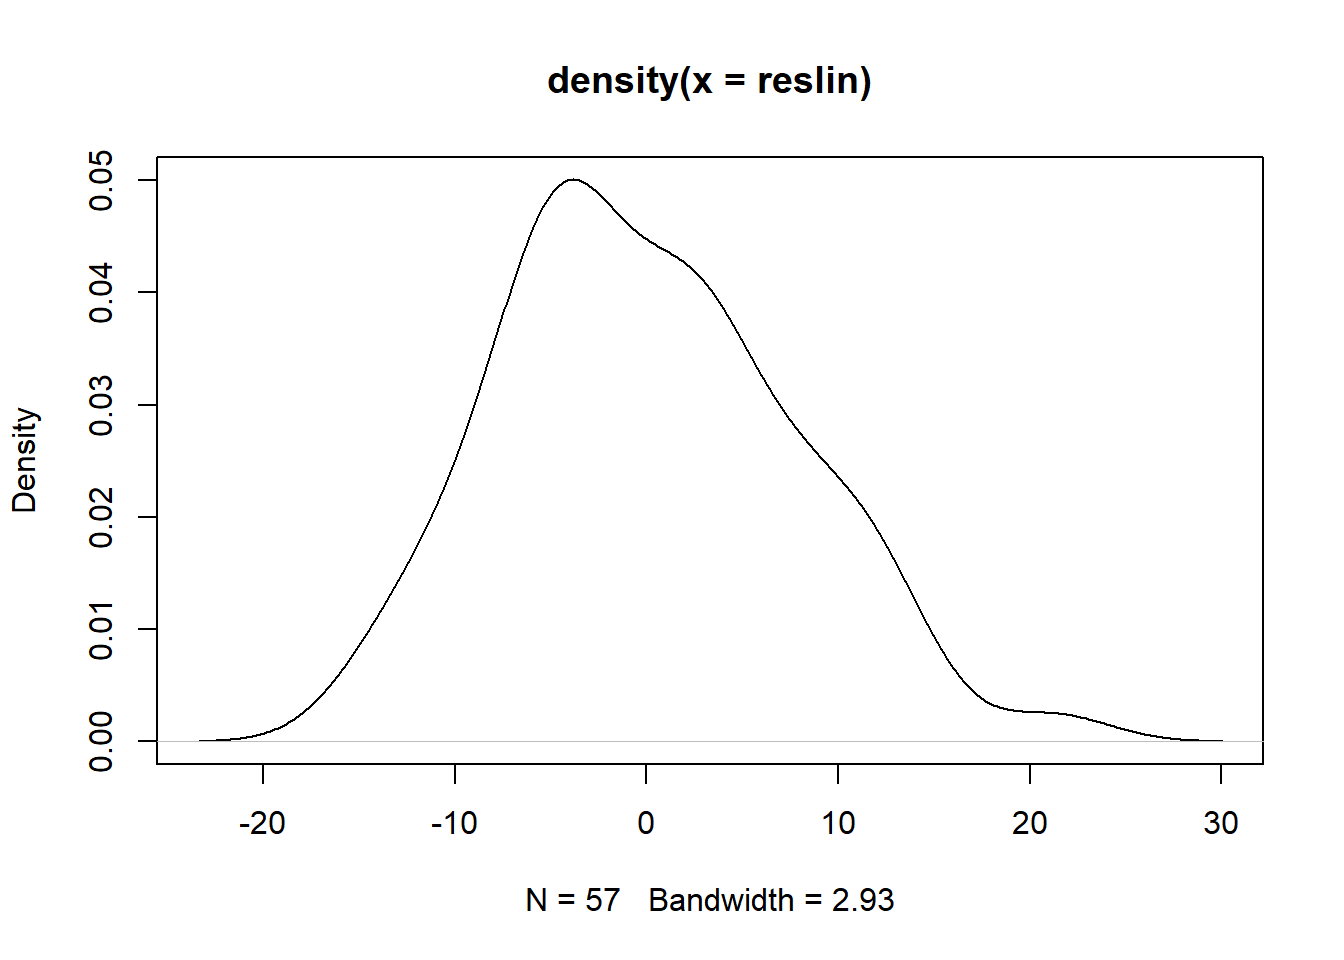 density(x = reslin)
Density
0.05
0.04
0.03
0.02
0.01
0.00
-20 -10 0 10 20 30
N = 57 Bandwidth = 2.93